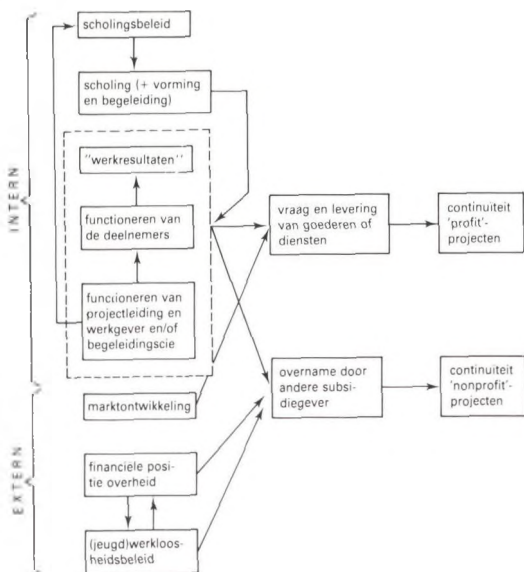 INTERN
EXTERN
scholingsbeleid
scholing (+ vorming
en begeleiding)
"werkresultaten"
functioneren van
de deelnemers
functioneren van
projectleiding en
werkgever en/of
begeleidingscie
marktontwikkeling
financiële posi-
tie overheid
(jeugd)werkloos-
heidsbeleid
vraag en levering
van goederen of
diensten
overname door
andere subsi-
diegever
continuiteit
'profit'-
projecten
continuiteit
'nonprofit'-
projecten